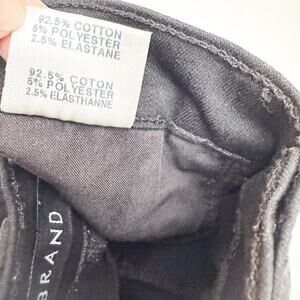 92.5% COTTON
5% POLYESTER
2.5% ELASTANE
92.5% COTON
5% POLYESTER
2.5% ELASTHANNE
BRAND